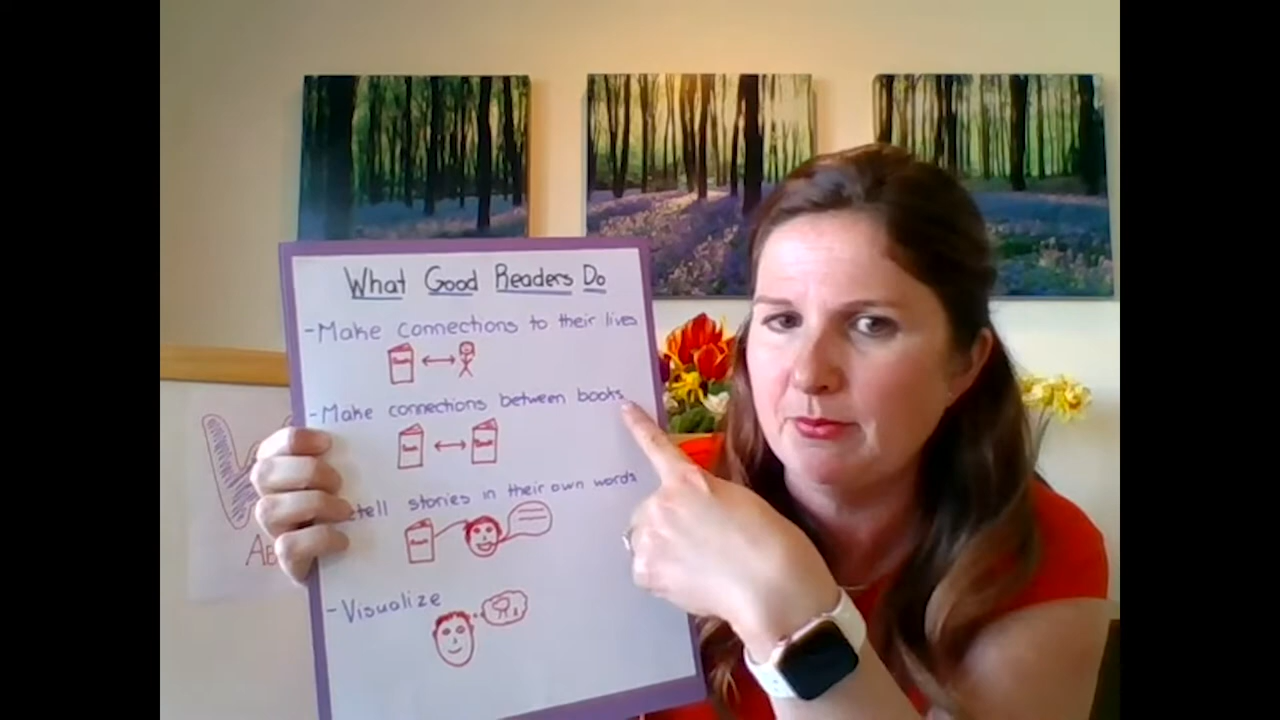 What Good Readers Do
- Make connections to their lives
- Make connections between books
tell stories in their own words
- Visualize